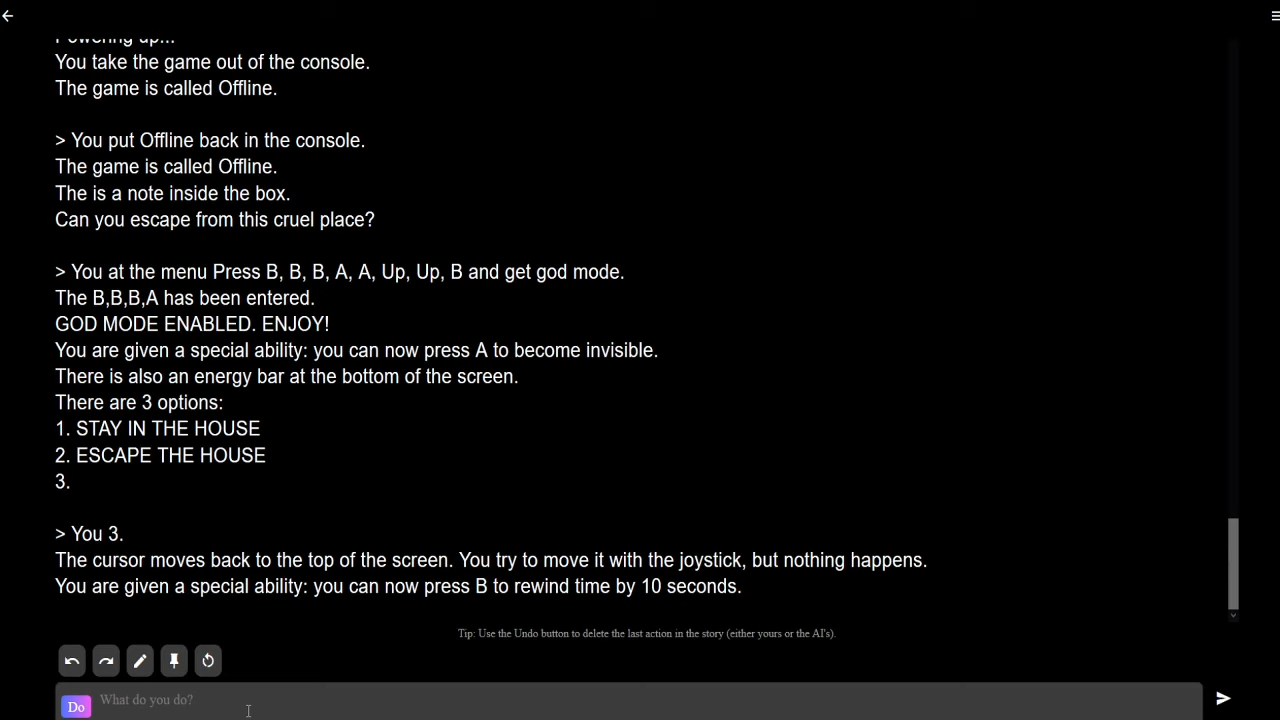 Powering up...
You take the game out of the console.
The game is called Offline.
> You put Offline back in the console.
The game is called Offline.
The is a note inside the box.
Can you escape from this cruel place?
> You at the menu Press B, B, B, A, A, Up, Up, B and get god mode.
The B,B,B,A has been entered.
GOD MODE ENABLED. ENJOY!
You are given a special ability: you can now press A to become invisible.
There is also an energy bar at the bottom of the screen.
There are 3 options:
1. STAY IN THE HOUSE
2. ESCAPE THE HOUSE
3.
> You 3.
The cursor moves back to the top of the screen. You try to move it with the joystick, but nothing happens.
You are given a special ability: you can now press B to rewind time by 10 seconds.
Tip: Use the Undo button to delete the last action in the story (either yours or the AI's).
Do What do you do?